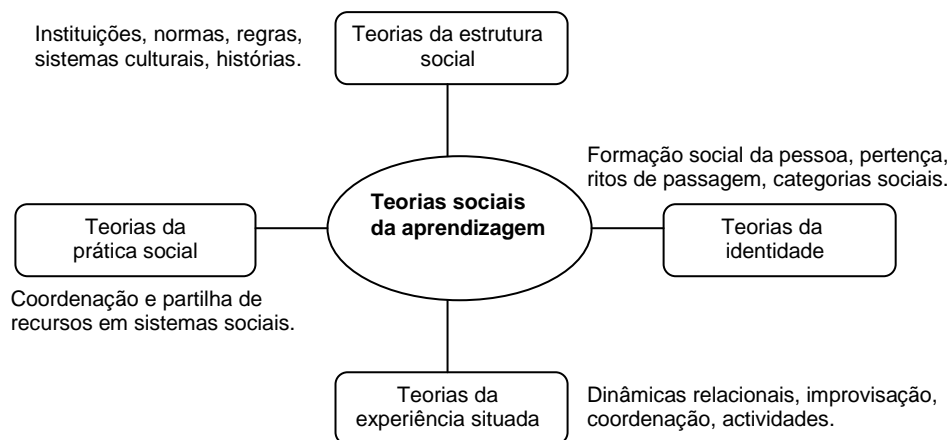 Instituições, normas, regras,
sistemas culturais, histórias.
Teorias da estrutura
social
Formação social da pessoa, pertença,
ritos de passagem, categorias sociais.
Teorias sociais
da aprendizagem
Teorias da
prática social
Teorias da
identidade
Coordenação e partilha de
recursos em sistemas sociais.
Teorias da
experiência situada
Dinâmicas relacionais, improvisação,
coordenação, actividades.